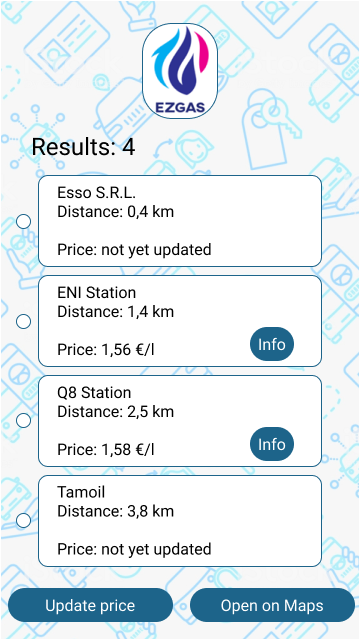 EZGAS
Results: 4
Esso S.R.L.
Distance: 0,4 km
Price: not yet updated
ENI Station
Distance: 1,4 km
Price: 1,56 €/l
Info
Q8 Station
Distance: 2,5 km
Price: 1,58 €/l
Info
Tamoil
Distance: 3,8 km
Price: not yet updated
Update price
Open on Maps